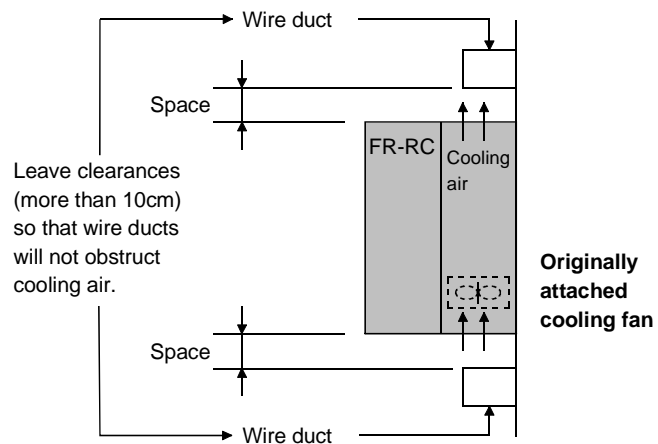 Wire duct
Space
FR-RC
Cooling
air
Leave clearances
(more than 10cm)
so that wire ducts
will not obstruct
cooling air.
Originally
attached
cooling fan
Space
Wire duct